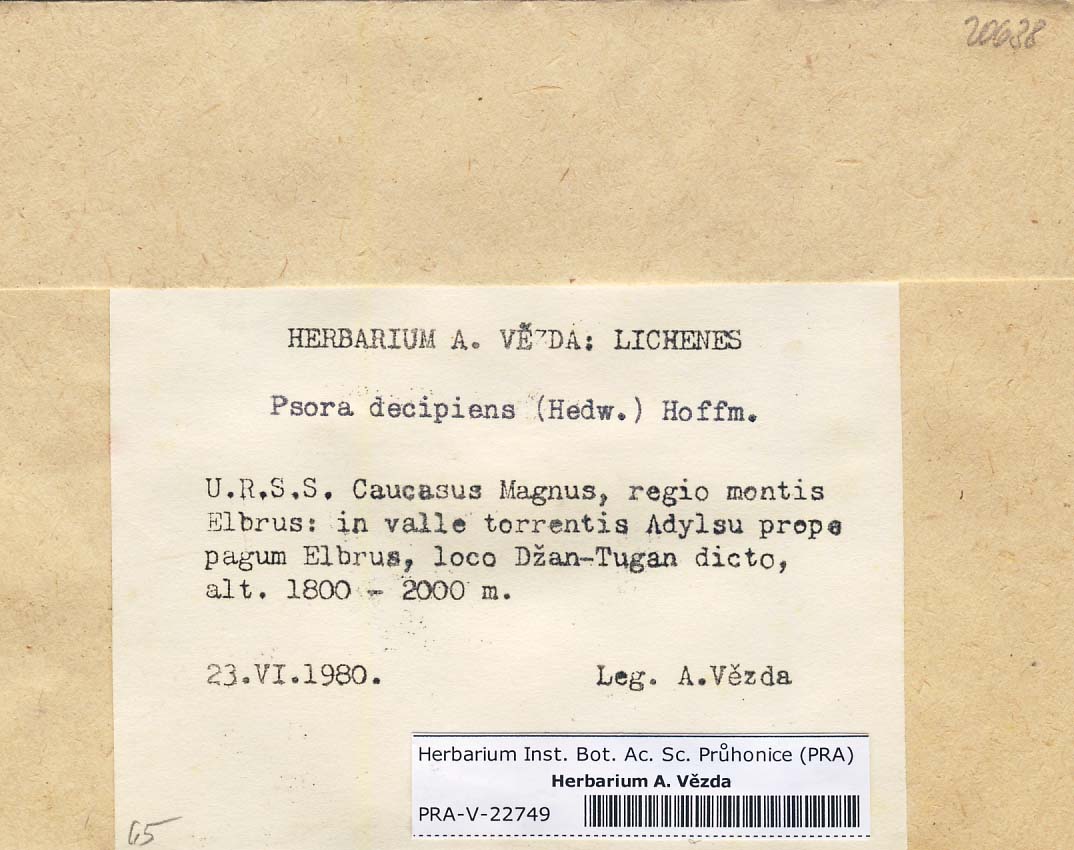 20638
HERBARIUM A. VĚZDA: LICHENES
Psora decipiens (Hedw.) Hoffm.
U.R.S.S. Caucasus Magnus, regio montis
Elbrus: in valle torrentis Adylsu prope
pagum Elbrus, loco Džan-Tugan dicto,
alt. 1800 - 2000 m.
23.VI.1980. Leg. A.Vězda
Herbarium Inst. Bot. Ac. Sc. Průhonice (PRA)
Herbarium A. Vězda
PRA-V-22749
65